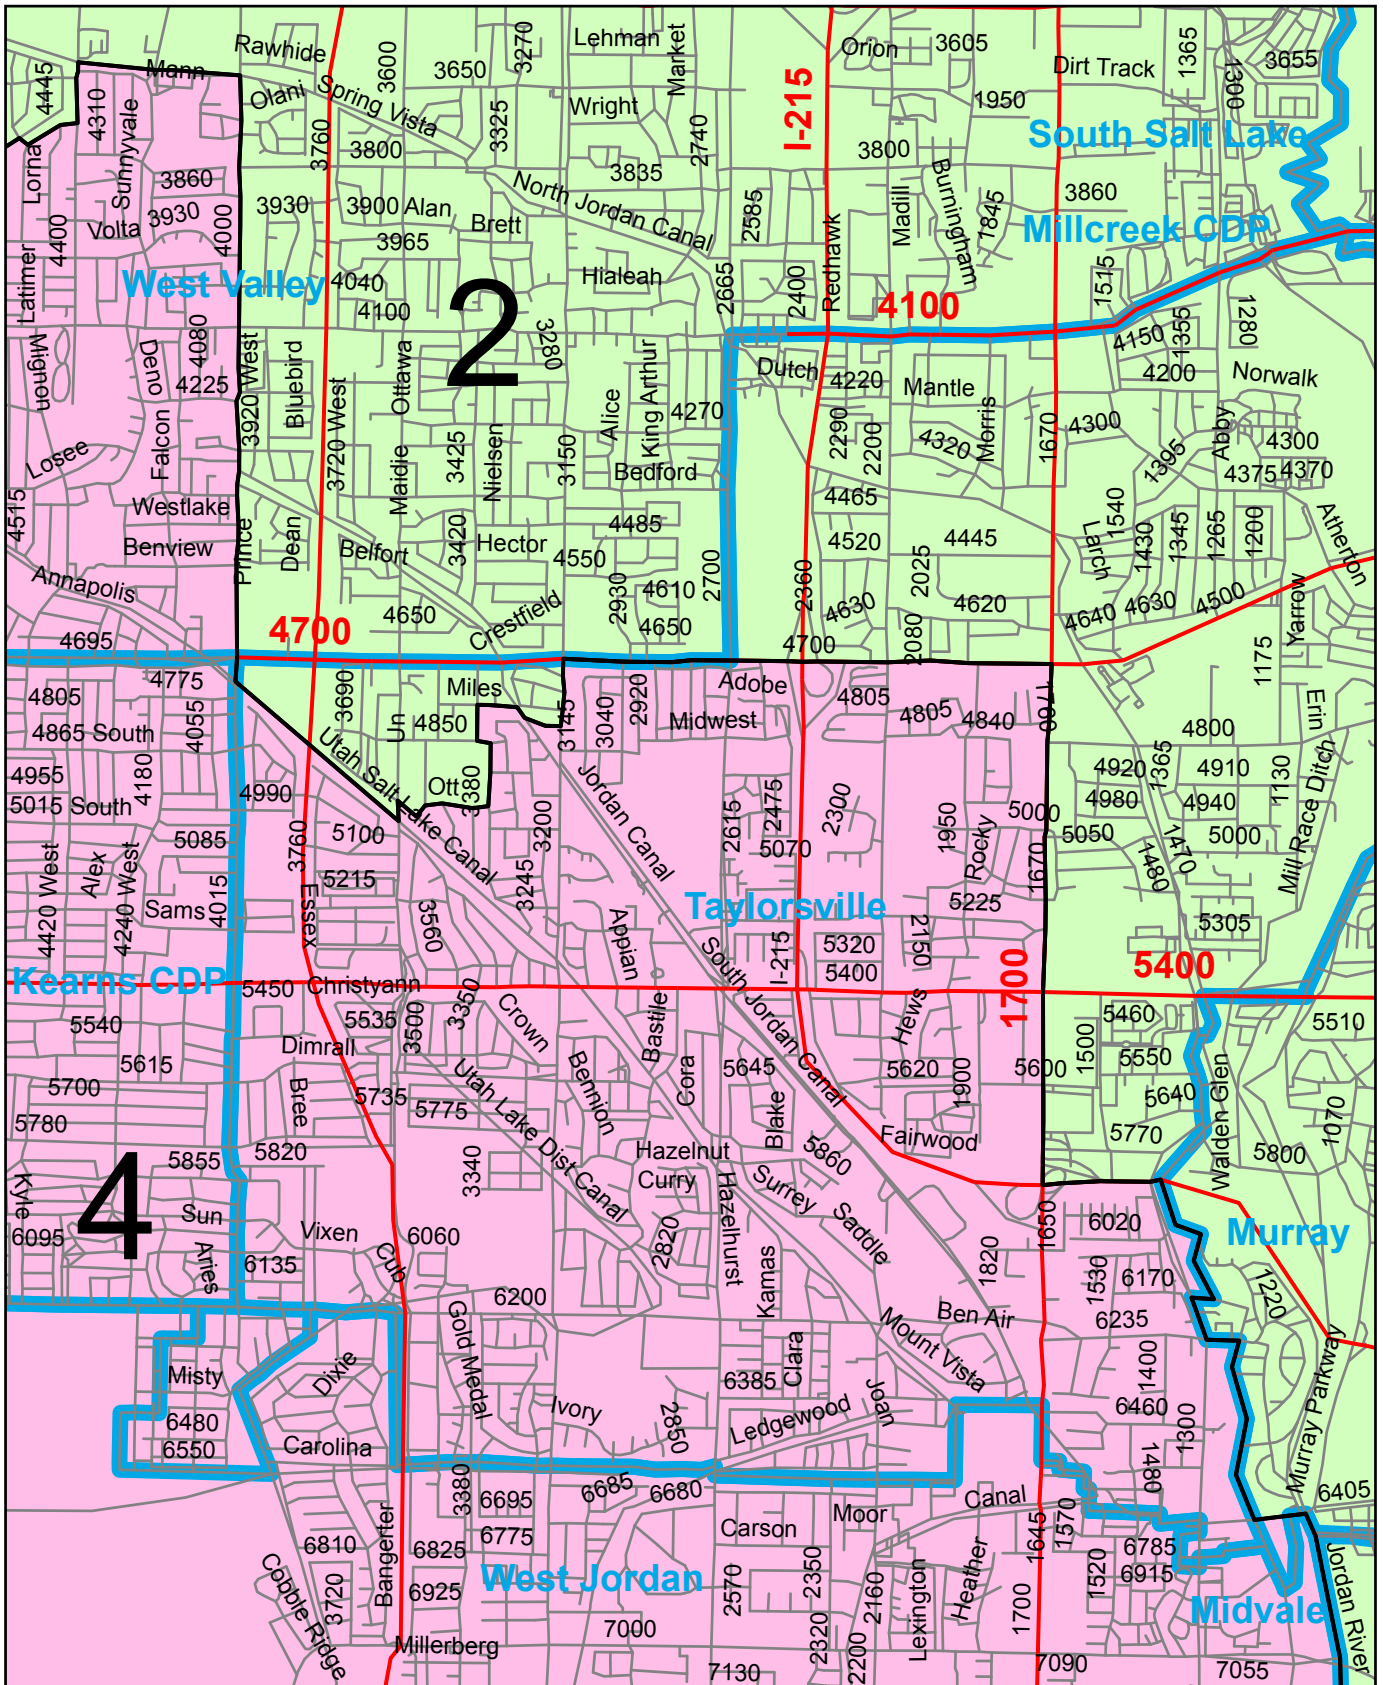 Rawhide
3600
3650
3270
Lehman
Market
Orion
3605
1365
3655
4445
Mann
4310
Sunnyvale
Olani
Spring Vista
3325
Wright
I-215
Dirt Track
1300
1950
3760
3800
2740
3800
South Salt Lake
Lorna
3860
3835
Burningham
3860
4400
Volta
3930
4000
3930
3900
Alan
Brett
North Jordan Canal
2585
Madill
1845
Millcreek CDP
3965
Latimer
West Valley
4040
2
Hialeah
2665
2400
Redhawk
1515
4100
4100
Mignon
Deno
4080
3280
4150
1355
1280
4225
3920 West
Bluebird
Ottawa
King Arthur
Dutch
4220
Mantle
4200
Norwalk
3720 West
Alice
4270
2290
2200
4320
Morris
1670
4300
Abby
4300
Losee
Falcon
Maidie
3425
Nielsen
3150
Bedford
1395
4375
4370
4515
Westlake
4485
4465
1540
Atherton
Benview
Prince
Dean
Belfort
3420
Hector
4550
4520
2025
4445
Larch
1430
1345
1265
1200
Annapolis
2930
4610
2700
2360
4630
4620
4640
4630
4500
Yarrow
4695
4700
4650
Crestfield
4650
4700
2080
1175
4805
4775
3690
Miles
3145
3040
2920
Adobe
4805
1700
Erin
4865 South
4055
Un
4850
Midwest
4805
4840
4800
4955
4180
4990
Utah Salt Lake Canal
Ott
3380
Jordan Canal
2615
2475
2300
4920
1365
4910
1130
Mill Race Ditch
5015 South
4980
4940
5085
3760
5100
3200
5070
1950
Rocky
5000
5050
1470
5000
4420 West
Alex
4240 West
4015
5215
3245
1670
1480
Sams
Essex
3560
Appian
Taylorsville
5225
5305
South Jordan Canal
5320
2150
Kearns CDP
5450
Christyann
I-215
5400
1700
5400
5540
5535
3500
3350
Crown
Bastile
Hews
5460
5510
5615
Dimrall
Bennion
5645
5620
5600
1500
5550
5700
Bree
5735
Utah Lake Dist Canal
Cora
1900
5640
Walden Glen
5780
5775
Blake
5770
1070
5820
Hazelnut
Fairwood
5800
4
5855
3340
Curry
5860
Kyle
Surrey
Sun
Hazelhurst
Saddle
6020
6095
Vixen
6060
2820
1650
Murray
Aries
6135
Cub
Kamas
1820
6170
1530
1220
6200
Gold Medal
Mount Vista
Ben Air
6235
Misty
Dixie
6385
Clara
1400
Murray Parkway
6480
Ivory
2850
Ledgewood
Joan
6460
1300
6550
Carolina
3380
6685
6680
1480
6405
6695
Canal
6810
Bangerter
6825
6775
Carson
Moor
1645
1570
6785
Cobble Ridge
3720
6925
West Jordan
2570
2350
2160
Lexington
Heather
1700
1520
6915
Midvale
Jordan River
7000
Millerberg
2320
2200
7130
7090
7055